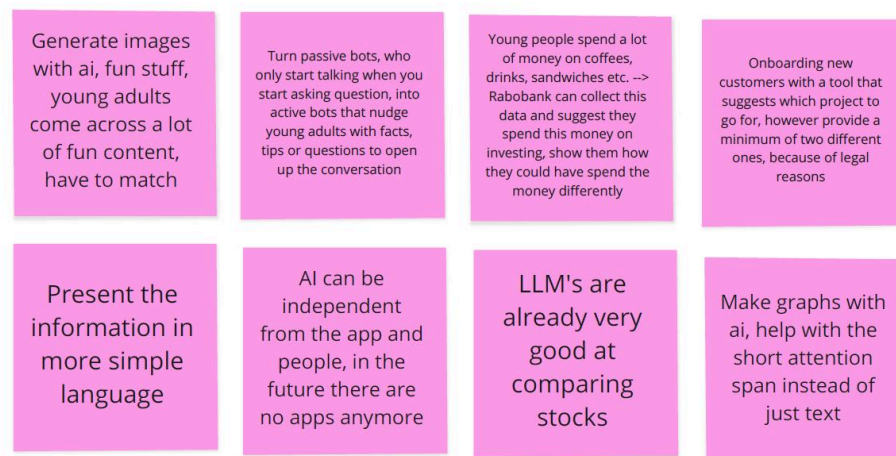 Generate images
with ai, fun stuff,
young adults
come across a lot
of fun content,
have to match
Turn passive bots, who
only start talking when you
start asking question, into
active bots that nudge
young adults with facts,
tips or questions to open
up the conversation
Young people spend a lot
of money on coffees,
drinks, sandwiches etc. -->
Rabobank can collect this
data and suggest they
spend this money on
investing, show them how
they could have spend the
money differently
Onboarding new
customers with a tool that
suggests which project to
go for, however provide a
minimum of two different
ones, because of legal
reasons
Present the
information in
more simple
language
AI can be
independent
from the app and
people, in the
future there are
no apps anymore
LLM's are
already very
good at
comparing
stocks
Make graphs with
ai, help with the
short attention
span instead of
just text